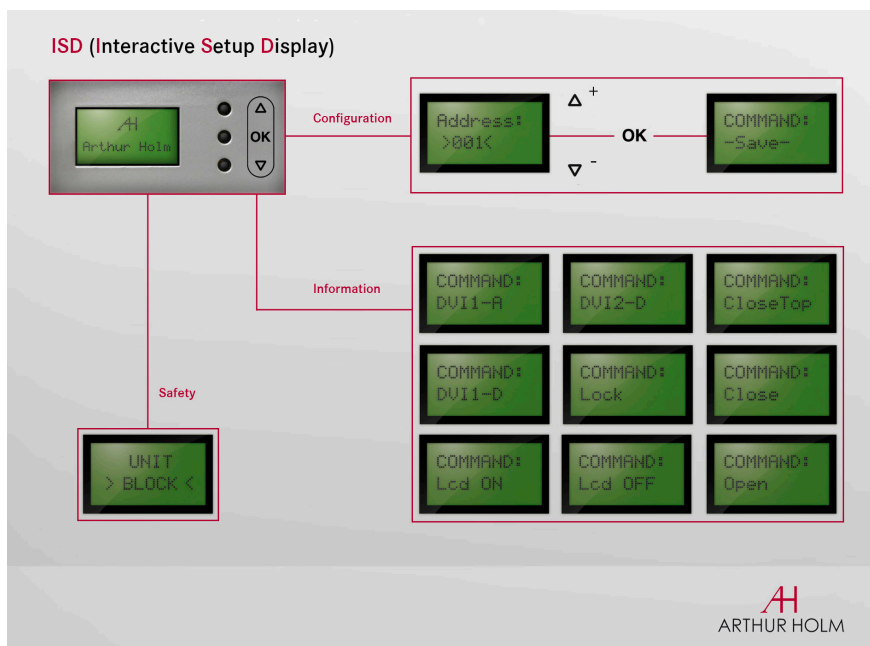 ISD (Interactive Setup Display)
AH
Arthur Holm
OK
Configuration
Address:
>001<
+
OK
-
COMMAND:
-Save-
Information
COMMAND:
DVI1-A
COMMAND:
DVI2-D
COMMAND:
CloseTop
COMMAND:
DVI1-D
COMMAND:
Lock
COMMAND:
Close
COMMAND:
Lcd ON
COMMAND:
Lcd OFF
COMMAND:
Open
Safety
UNIT
> BLOCK <
AH
ARTHUR HOLM